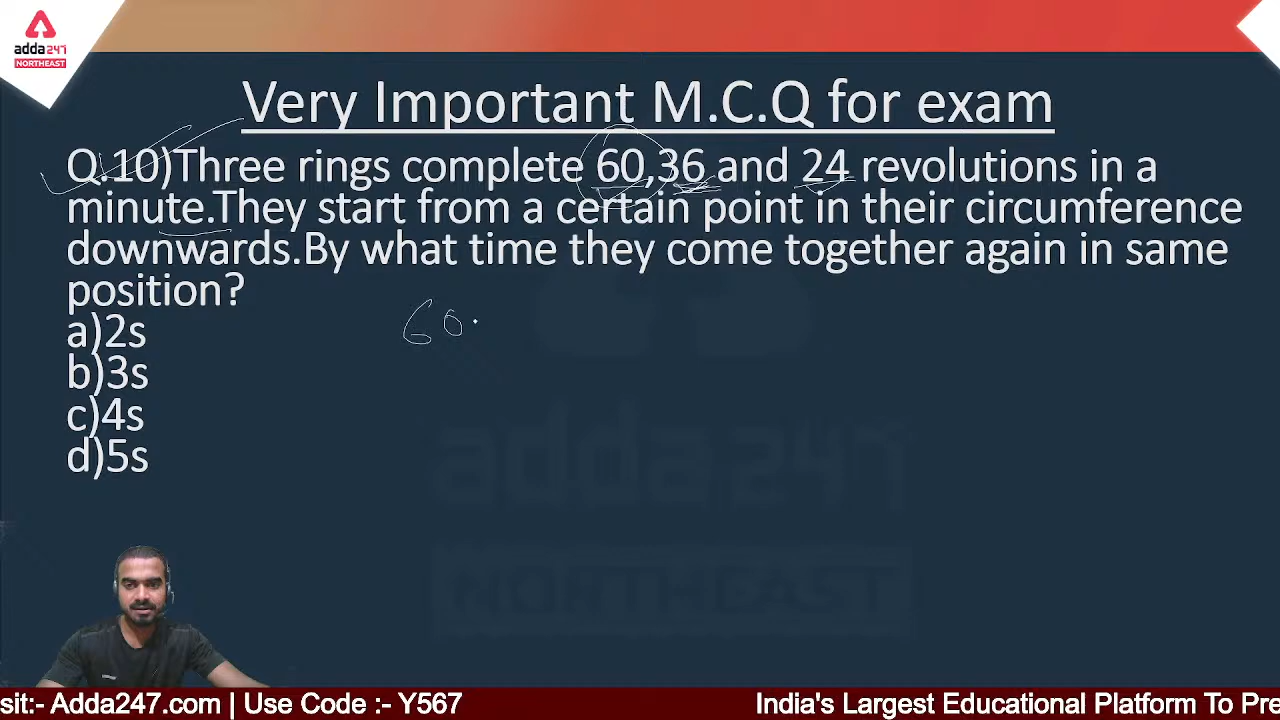 adda247
NORTHEAST
Very Important M.C.Q for exam
Q.10)Three rings complete 60,36 and 24 revolutions in a
minute.They start from a certain point in their circumference
downwards.By what time they come together again in same
position?
60
a)2s
b)3s
c)4s
d)5s
adda247
NORTHEAST
sit:- Adda247.com | Use Code :- Y567
India's Largest Educational Platform To Pre